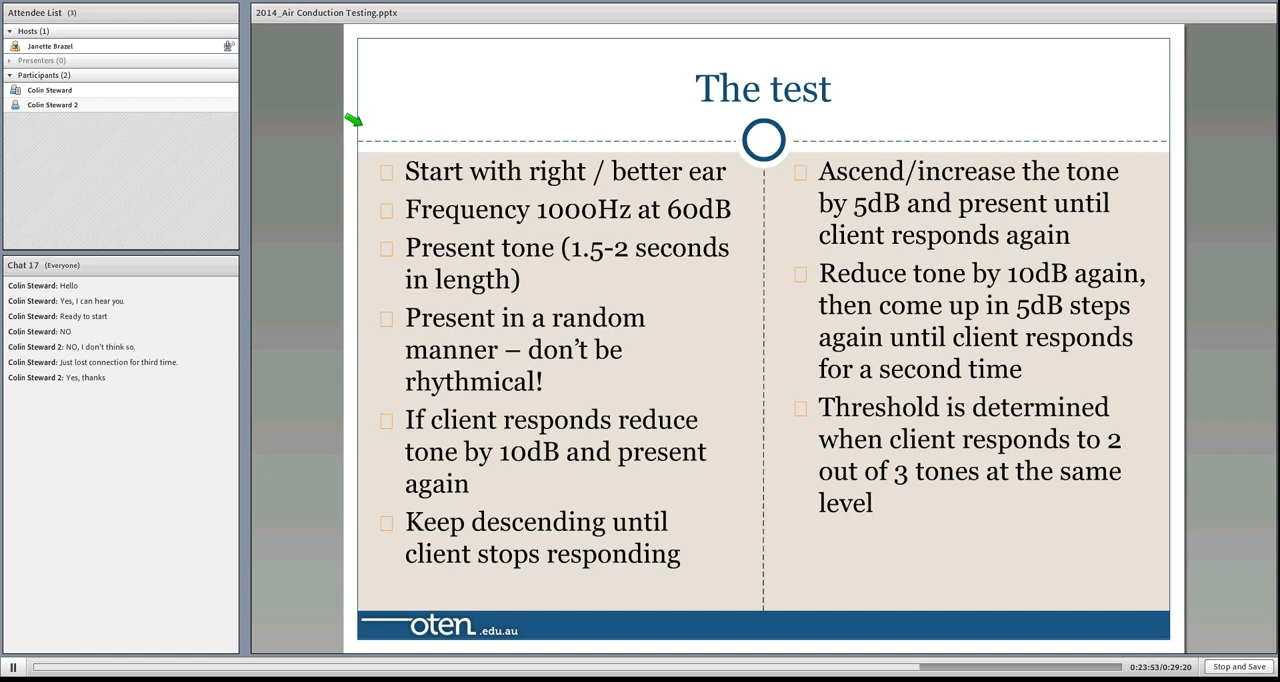 Attendee List (3)
Hosts (1)
Janette Brazel
Presenters (0)
Participants (2)
Colin Steward
Colin Steward 2
Chat 17 (Everyone)
Colin Steward: Hello
Colin Steward: Yes, I can hear you.
Colin Steward: Ready to start
Colin Steward: NO
Colin Steward 2: NO, I don't think so.
Colin Steward: Just lost connection for third time.
Colin Steward 2: Yes, thanks
2014_Air Conduction Testing.pptx
The test
Start with right / better ear
Frequency 1000Hz at 60dB
Present tone (1.5-2 seconds
in length)
Present in a random
manner – don’t be
rhythmical!
If client responds reduce
tone by 10dB and present
again
Keep descending until
client stops responding
Ascend/increase the tone
by 5dB and present until
client responds again
Reduce tone by 10dB again,
then come up in 5dB steps
again until client responds
for a second time
Threshold is determined
when client responds to 2
out of 3 tones at the same
level
oten.edu.au
0:23:53/0:29:20
Stop and Save